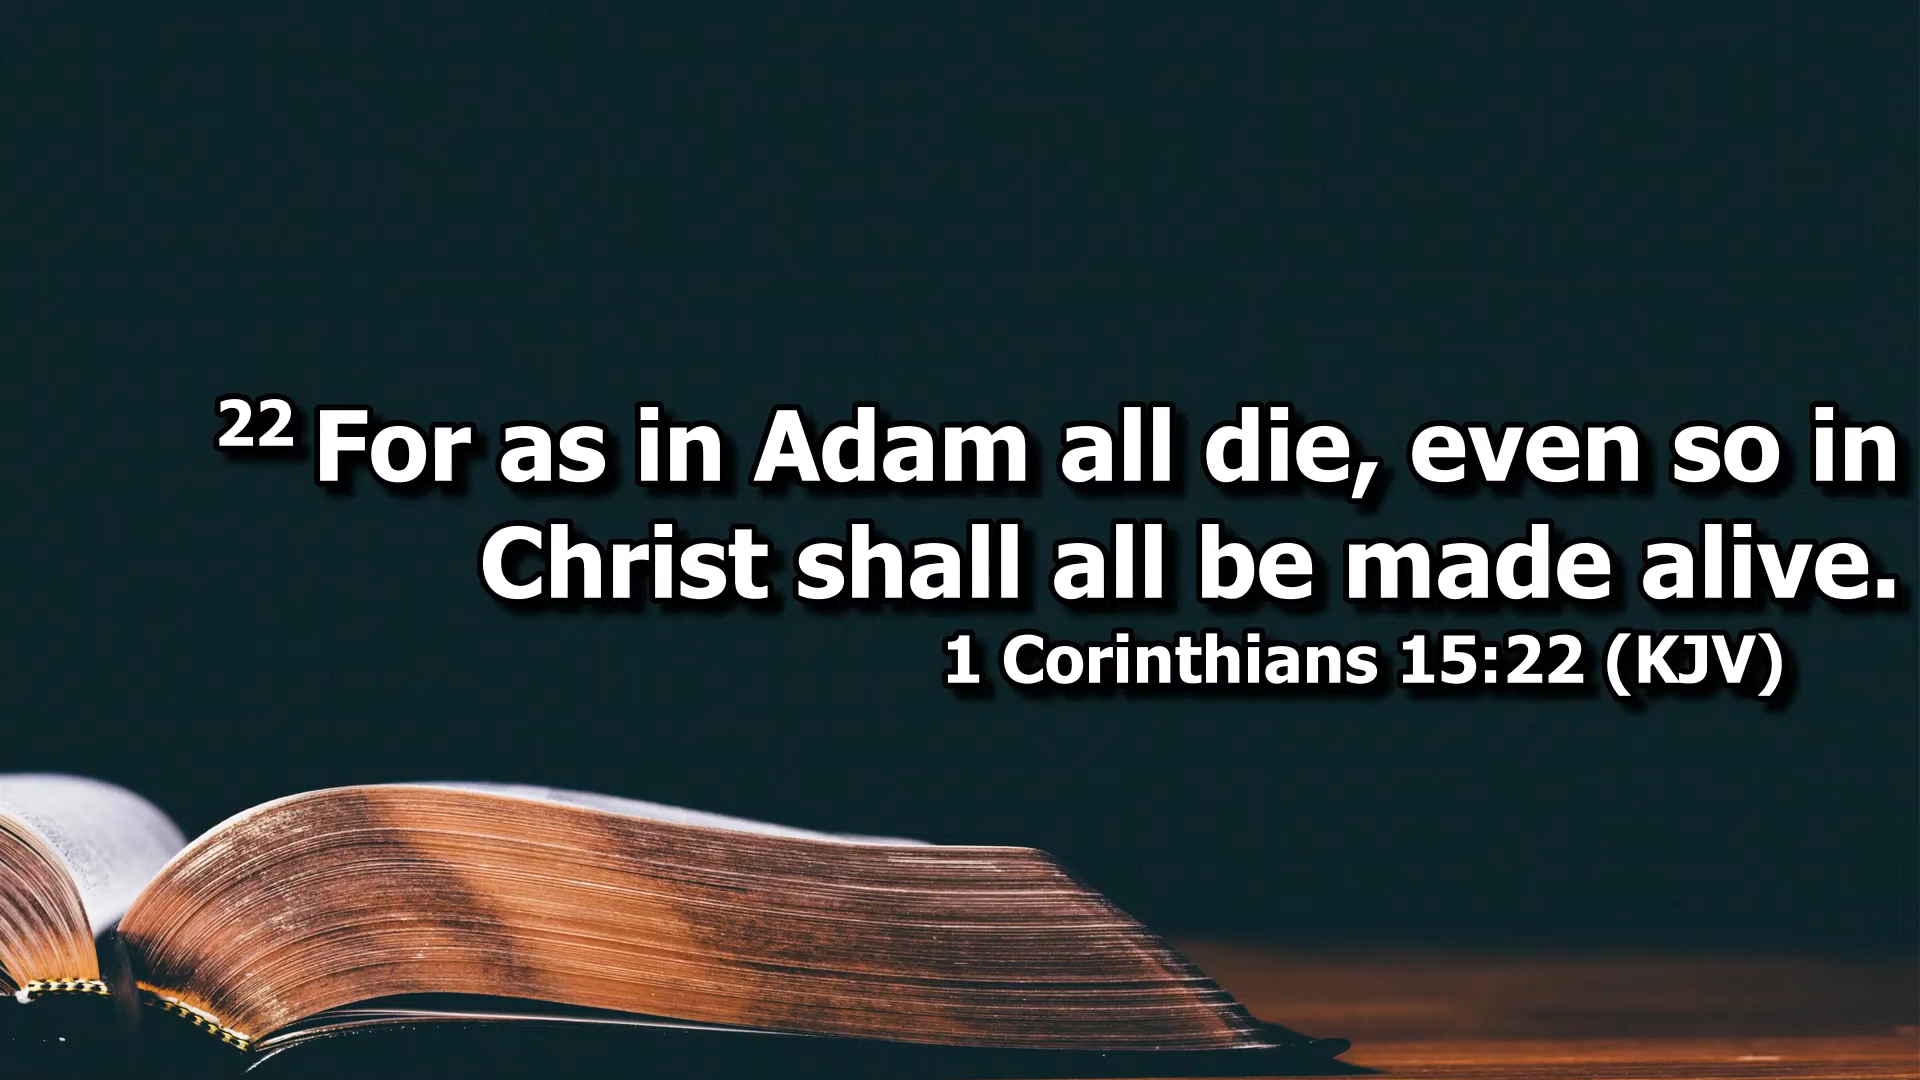 22 For as in Adam all die, even so in
Christ shall all be made alive.
1 Corinthians 15:22 (KJV)